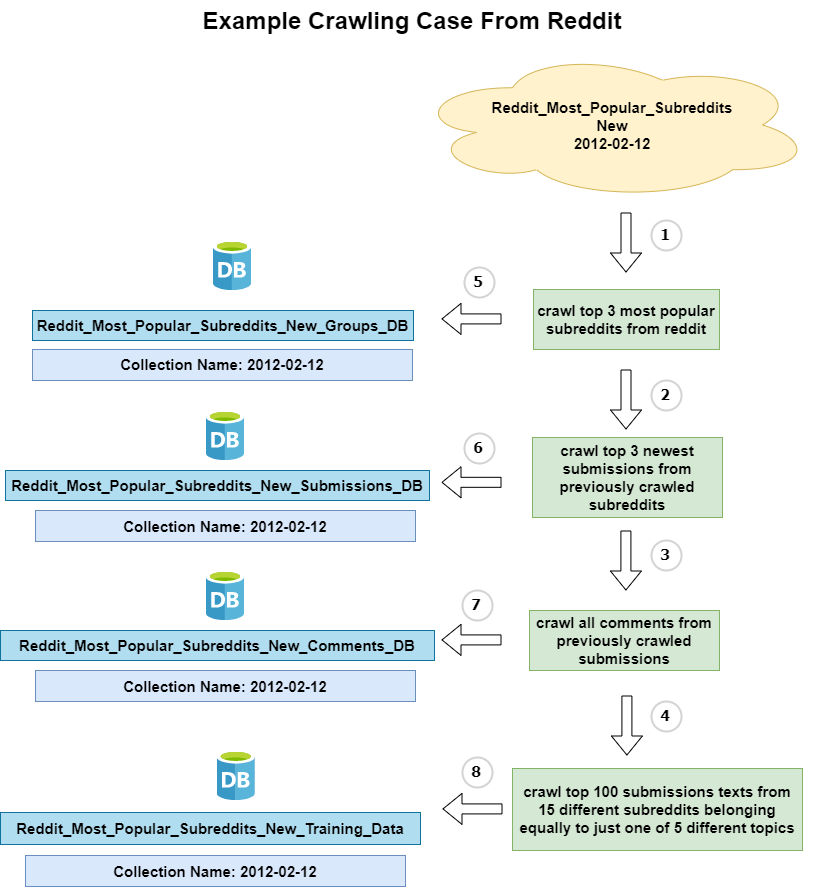 Example Crawling Case From Reddit
Reddit_Most_Popular_Subreddits
New
2012-02-12
1
5
DB
crawl top 3 most popular
subreddits from reddit
Reddit_Most_Popular_Subreddits_New_Groups_DB
Collection Name: 2012-02-12
2
6
DB
crawl top 3 newest
submissions from
previously crawled
subreddits
Reddit_Most_Popular_Subreddits_New_Submissions_DB
Collection Name: 2012-02-12
3
7
DB
crawl all comments from
previously crawled
submissions
Reddit_Most_Popular_Subreddits_New_Comments_DB
Collection Name: 2012-02-12
4
8
DB
crawl top 100 submissions texts from
15 different subreddits belonging
equally to just one of 5 different topics
Reddit_Most_Popular_Subreddits_New_Training_Data
Collection Name: 2012-02-12